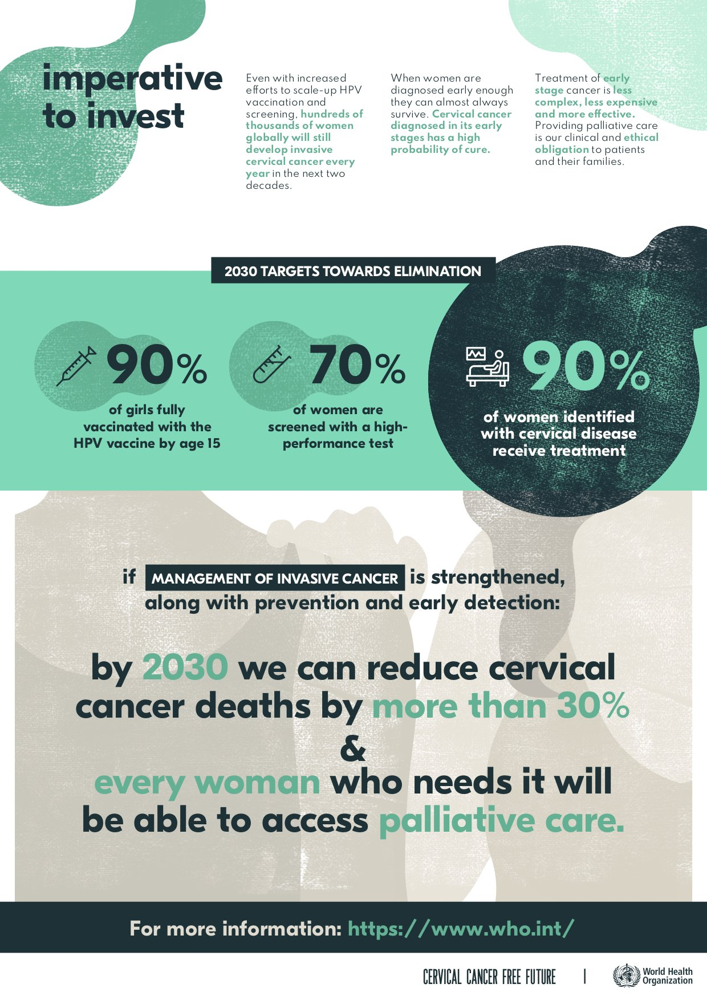 imperative
to invest
Even with increased
efforts to scale-up HPV
vaccination and
screening, hundreds of
thousands of women
globally will still
develop invasive
cervical cancer every
year in the next two
decades.
When women are
diagnosed early enough
they can almost always
survive. Cervical cancer
diagnosed in its early
stages has a high
probability of cure.
Treatment of early
stage cancer is less
complex, less expensive
and more effective.
Providing palliative care
is our clinical and ethical
obligation to patients
and their families.
2030 TARGETS TOWARDS ELIMINATION
90%
of girls fully
vaccinated with the
HPV vaccine by age 15
70%
of women are
screened with a high-
performance test
90%
of women identified
with cervical disease
receive treatment
if MANAGEMENT OF INVASIVE CANCER is strengthened,
along with prevention and early detection:
by 2030 we can reduce cervical
cancer deaths by more than 30%
&
every woman who needs it will
be able to access palliative care.
For more information: https://www.who.int/
CERVICAL CANCER FREE FUTURE |
World Health
Organization